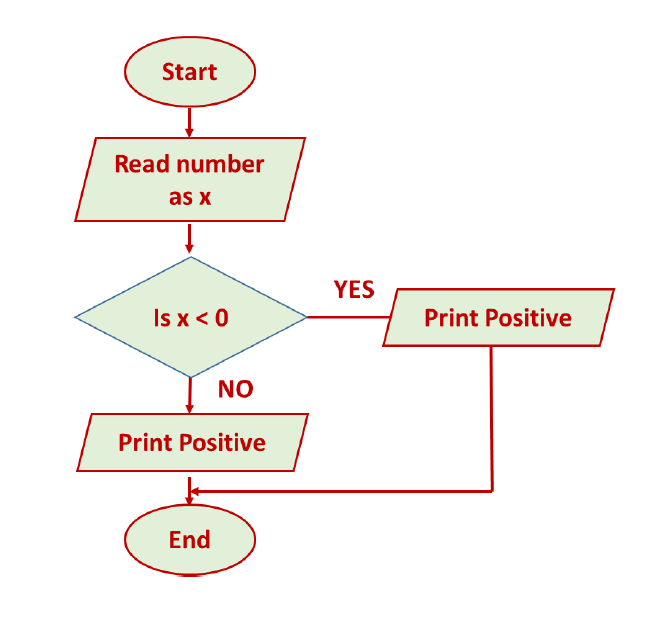 Start
Read number
as x
Is x < 0
YES
Print Positive
NO
Print Positive
End